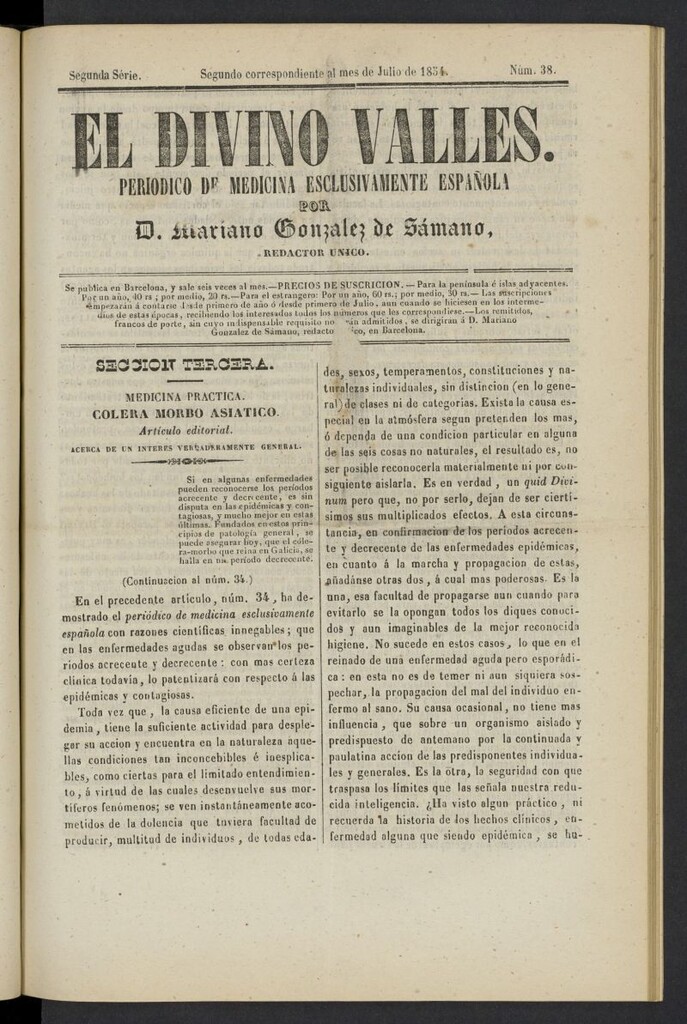 Segunda Série. Segundo correspondiente al mes de Julio de 1854. Núm. 38.
EL DIVINO VALLES.
PERIODICO DE MEDICINA ESCLUSIVAMENTE ESPAÑOLA
POR
D. Mariano Gonzalez de Sámano,
REDACTOR UNICO.
Se publica en Barcelona, y sale seis veces al mes.—PRECIOS DE SUSCRICION.—Para la península é islas adyacentes.
Por un año, 40 rs; por medio, 20 rs.—Para el estrangero: Por un año, 60 rs.; por medio, 30 rs.—Las suscripciones
empezarán á contarse desde primero de año ó desde primero de Julio, aun cuando se hiciesen en los interme-
dios de estas épocas, recibiendo los interesados todos los números que les correspondiese.—Los remitidos,
francos de porte, sin cuyo indispensable requisito no án admitidos, se dirigiran á D. Mariano
Gonzalez de Sámano, redacto ico, en Barcelona.
SECCION TERCERA.
MEDICINA PRACTICA.
COLERA MORBO ASIATICO.
Artículo editorial.
ACERCA DE UN INTERES VERDADERAMENTE GENERAL.
Si en algunas enfermedades
pueden reconocerse los períodos
acrecente y decrecente, es sin
disputa en las epidémicas y con-
tagiosas, y mucho mejor en estas
últimas. Fundados en estos prin-
cipios de patología general, se
puede asegurar hoy, que el cóle-
ra-morbo que reina en Galicia, se
halla en un período decrecente.
(Continuacion al núm. 34.)
En el precedente artículo, núm. 34, ha de-
mostrado el periódico de medicina esclusivamente
española con razones científicas innegables; que
en las enfermedades agudas se observan los pe-
riodos acrecente y decrecente: con mas certeza
clínica todavia, lo patentizará con respecto á las
epidémicas y contagiosas.
Toda vez que, la causa eficiente de una epi-
demia, tiene la suficiente actividad para desple-
gar su accion y encuentra en la naturaleza aque-
llas condiciones tan inconcebibles é inesplica-
bles, como ciertas para el limitado entendimien-
to, á virtud de las cuales desenvuelve sus mor-
tíferos fenómenos; se ven instantáneamente aco-
metidos de la dolencia que tuviera facultad de
producir, multitud de individuos, de todas eda-
des, sexos, temperamentos, constituciones y na-
turalezas individuales, sin distincion (en lo gene-
ral) de clases ni de categorias. Exista la causa es-
pecial en la atmósfera segun pretenden los mas,
ó dependa de una condicion particular en alguna
de las seis cosas no naturales, el resultado es, no
ser posible reconocerla materialmente ni por con-
siguiente aislarla. Es en verdad, un quid Divi-
num pero que, no por serlo, dejan de ser ciertí-
simos sus multiplicados efectos. A esta circuns-
tancia, en confirmacion de los períodos acrecen-
te y decrecente de las enfermedades epidémicas,
en cuanto á la marcha y propagacion de estas,
añádanse otras dos, á cual mas poderosas. Es la
una, esa facultad de propagarse aun cuando para
evitarlo se la opongan todos los diques conoci-
dos y aun imaginables de la mejor reconocida
higiene. No sucede en estos casos, lo que en el
reinado de una enfermedad aguda pero esporádi-
ca: en esta no es de temer ni aun siquiera sos-
pechar, la propagacion del mal del individuo en-
fermo al sano. Su causa ocasional, no tiene mas
influencia, que sobre un organismo aislado y
predispuesto de antemano por la continuada y
paulatina accion de las predisponentes individua-
les y generales. Es la otra, la seguridad con que
traspasa los límites que las señala nuestra redu-
cida inteligencia. ¿Ha visto algun práctico, ni
recuerda la historia de los hechos clínicos, en-
fermedad alguna que siendo epidémica, se hu-